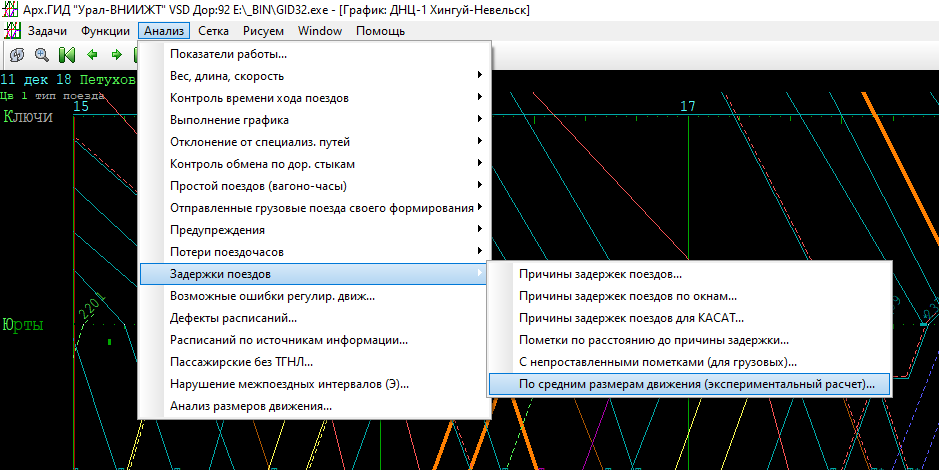 Арх.ГИД "Урал-ВНИИЖТ" VSD Дор:92 E:\_BIN\GID32.exe - [График: ДНЦ-1 Хингуй-Невельск]
Задачи Функции Анализ Сетка Рисуем Window Помощь
Показатели работы...
11 дек 18 Петухов
Вес, длина, скорость
Цв 1 тип поезда
Контроль времени хода поездов
15
17
Ключи
Выполнение графика
Отклонение от специализ. путей
Контроль обмена по дор. стыкам
Простой поездов (вагоно-часы)
Отправленные грузовые поезда своего формирования
Предупреждения
Потери поездочасов
Задержки поездов
Причины задержек поездов...
Возможные ошибки регулир. движ...
Причины задержек поездов по окнам...
2201
Дефекты расписаний...
Причины задержек поездов для КАСАТ...
Юрты
Расписаний по источникам информации...
Пометки по расстоянию до причины задержки...
Пассажирские без ТГНЛ...
С непроставленными пометками (для грузовых)...
Нарушение межпоездных интервалов (Э)...
По средним размерам движения (экспериментальный расчет)...
Анализ размеров движения...